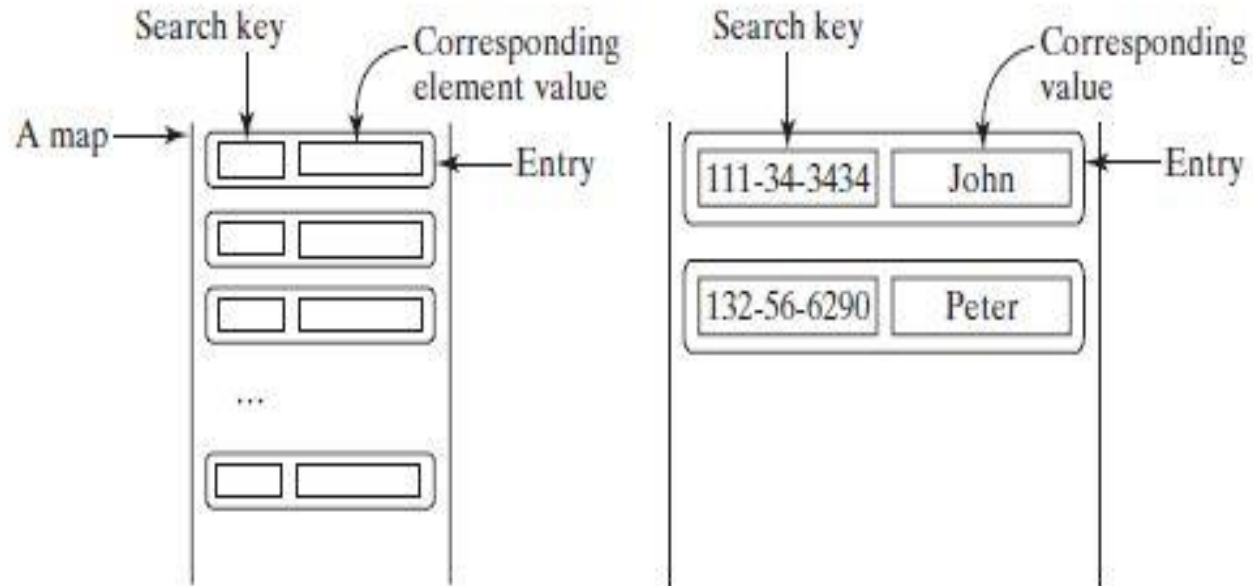 Search key
Corresponding
element value
A map
Entry
...
Search key
Corresponding
value
111-34-3434 John
Entry
132-56-6290 Peter